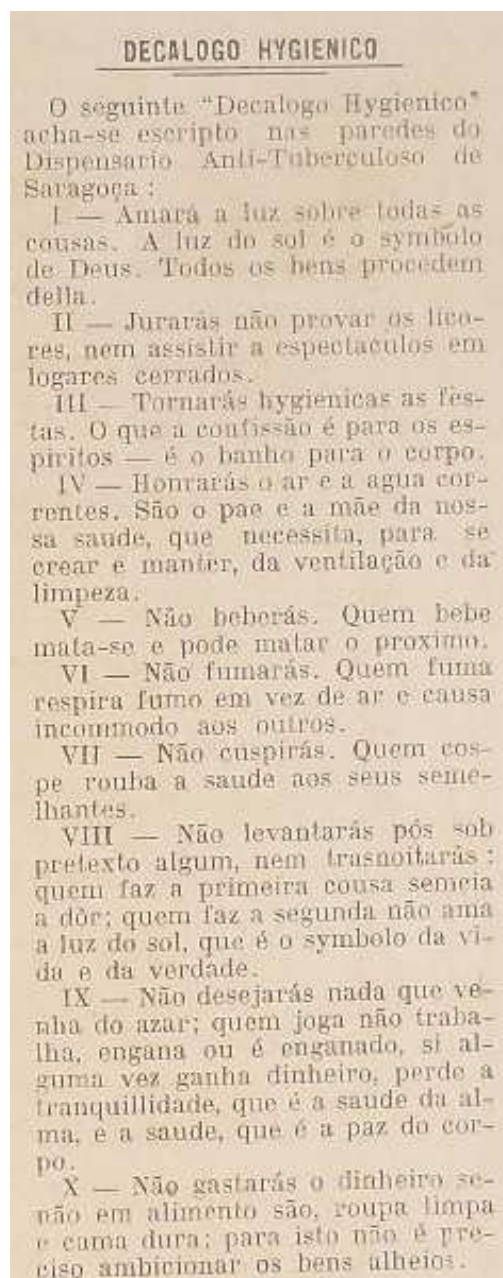 DECALOGO HYGIENICO
O seguinte "Decalogo Hygienico"
acha-se escripto nas paredes do
Dispensario Anti-Tuberculoso de
Saragoça :
I — Amará a luz sobre todas as
cousas. A luz do sol é o symbolo
de Deus. Todos os bens procedem
della.
II — Jurarás não provar os lico-
res, nem assistir a espectaculos em
logares cerrados.
III — Tornarás hygienicas as fes-
tas. O que a confissão é para os es-
piritos — é o banho para o corpo.
IV — Honrarás o ar e a agua cor-
rentes. São o pae e a mãe da nos-
sa saude, que necessita, para se
crear e manter, da ventilação e da
limpeza.
V — Não beberás. Quem bebe
mata-se e pode matar o proximo.
VI — Não fumarás. Quem fuma
respira fumo em vez de ar e causa
incommodo aos outros.
VII — Não cuspirás. Quem cos-
pe rouba a saude aos seus seme-
lhantes.
VIII — Não levantarás pós sob
pretexto algum, nem trasnoitarás :
quem faz a primeira cousa semeia
a dôr; quem faz a segunda não ama
a luz do sol, que é o symbolo da vi-
da e da verdade.
IX — Não desejarás nada que ve-
nha do azar; quem joga não traba-
lha, engana ou é enganado, si al-
guma vez ganha dinheiro, perde a
tranquillidade, que é a saude da al-
ma, e a saude, que é a paz do cor-
po.
X — Não gastarás o dinheiro se-
não em alimento são, roupa limpa
e cama dura; para isto não é pre-
ciso ambicionar os bens alheios.